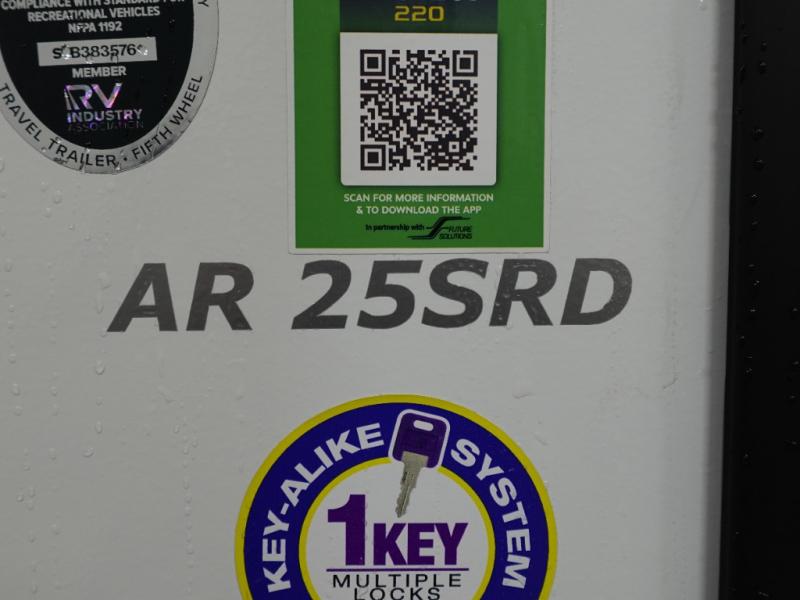 COMPLIANCE WITH STANDARD FOR
RECREATIONAL VEHICLES
NFPA 1192
MEMBER
RV
INDUSTRY
ASSOCIATION
TRAVEL TRAILER · FIFTH WHEEL
220
SCAN FOR MORE INFORMATION
& TO DOWNLOAD THE APP
In partnership with FUTURE
SOLUTIONS
AR 25SRD
KEY-ALIKE SYSTEM
1KEY
MULTIPLE
LOCKS